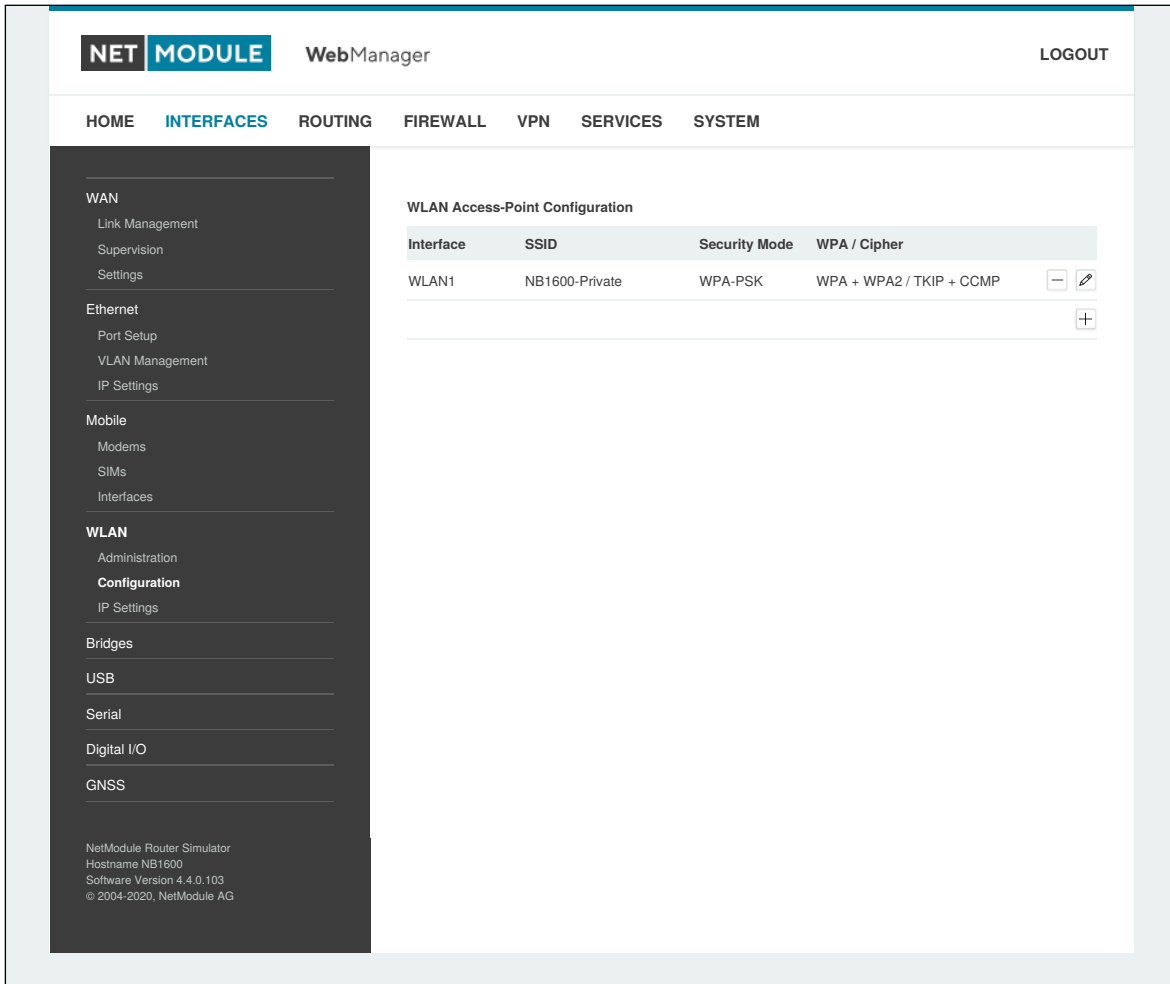 NET MODULE WebManager LOGOUT
HOME INTERFACES ROUTING FIREWALL VPN SERVICES SYSTEM
WAN
Link Management
Supervision
Settings
Ethernet
Port Setup
VLAN Management
IP Settings
Mobile
Modems
SIMs
Interfaces
WLAN
Administration
Configuration
IP Settings
Bridges
USB
Serial
Digital I/O
GNSS
NetModule Router Simulator
Hostname NB1600
Software Version 4.4.0.103
© 2004-2020, NetModule AG
WLAN Access-Point Configuration
Interface SSID Security Mode WPA / Cipher
WLAN1 NB1600-Private WPA-PSK WPA + WPA2 / TKIP + CCMP